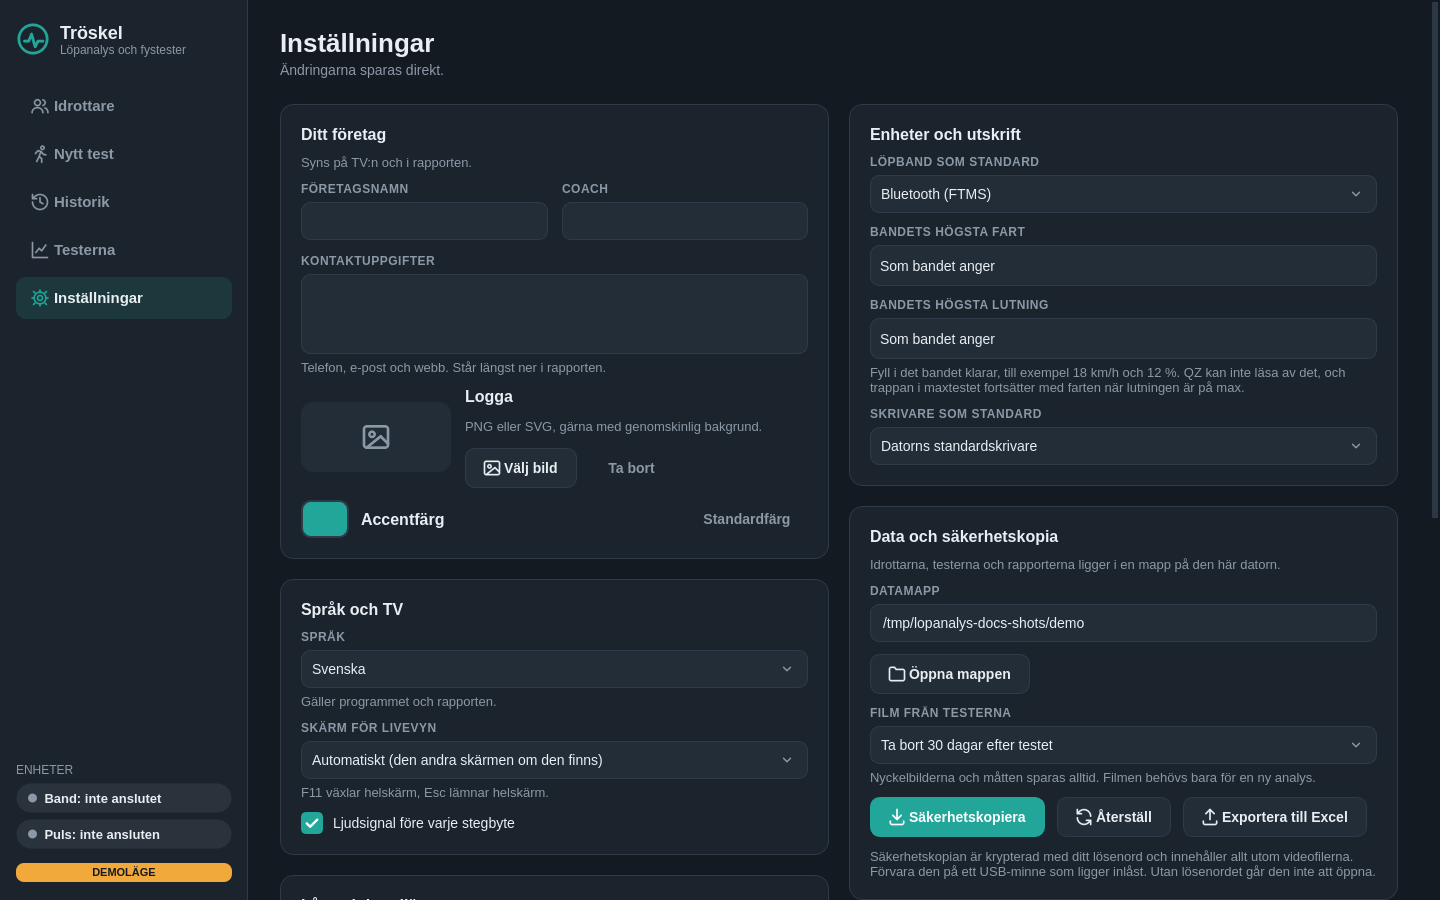 Tröskel
Löpanalys och fystester
Idrottare
Nytt test
Historik
Testerna
Inställningar
ENHETER
Band: inte anslutet
Puls: inte ansluten
DEMOLÄGE
Inställningar
Ändringarna sparas direkt.
Ditt företag
Syns på TV:n och i rapporten.
FÖRETAGSNAMN
COACH
KONTAKTUPPGIFTER
Telefon, e-post och webb. Står längst ner i rapporten.
Logga
PNG eller SVG, gärna med genomskinlig bakgrund.
Välj bild
Ta bort
Accentfärg
Standardfärg
Språk och TV
SPRÅK
Svenska
Gäller programmet och rapporten.
SKÄRM FÖR LIVEVYN
Automatiskt (den andra skärmen om den finns)
F11 växlar helskärm, Esc lämnar helskärm.
Ljudsignal före varje stegbyte
Enheter och utskrift
LÖPBAND SOM STANDARD
Bluetooth (FTMS)
BANDETS HÖGSTA FART
Som bandet anger
BANDETS HÖGSTA LUTNING
Som bandet anger
Fyll i det bandet klarar, till exempel 18 km/h och 12 %. QZ kan inte läsa av det, och
trappan i maxtestet fortsätter med farten när lutningen är på max.
SKRIVARE SOM STANDARD
Datorns standardskrivare
Data och säkerhetskopia
Idrottarna, testerna och rapporterna ligger i en mapp på den här datorn.
DATAMAPP
/tmp/lopanalys-docs-shots/demo
Öppna mappen
FILM FRÅN TESTERNA
Ta bort 30 dagar efter testet
Nyckelbilderna och måtten sparas alltid. Filmen behövs bara för en ny analys.
Säkerhetskopiera
Återställ
Exportera till Excel
Säkerhetskopian är krypterad med ditt lösenord och innehåller allt utom videofilerna.
Förvara den på ett USB-minne som ligger inlåst. Utan lösenordet går den inte att öppna.